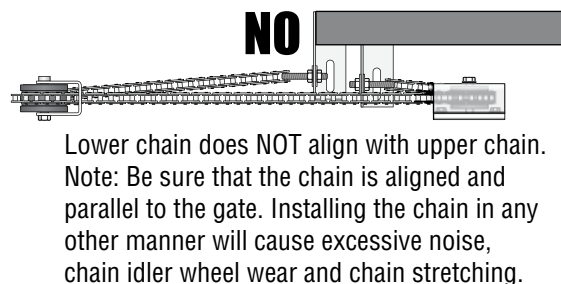 NO
Lower chain does NOT align with upper chain.
Note: Be sure that the chain is aligned and
parallel to the gate. Installing the chain in any
other manner will cause excessive noise,
chain idler wheel wear and chain stretching.